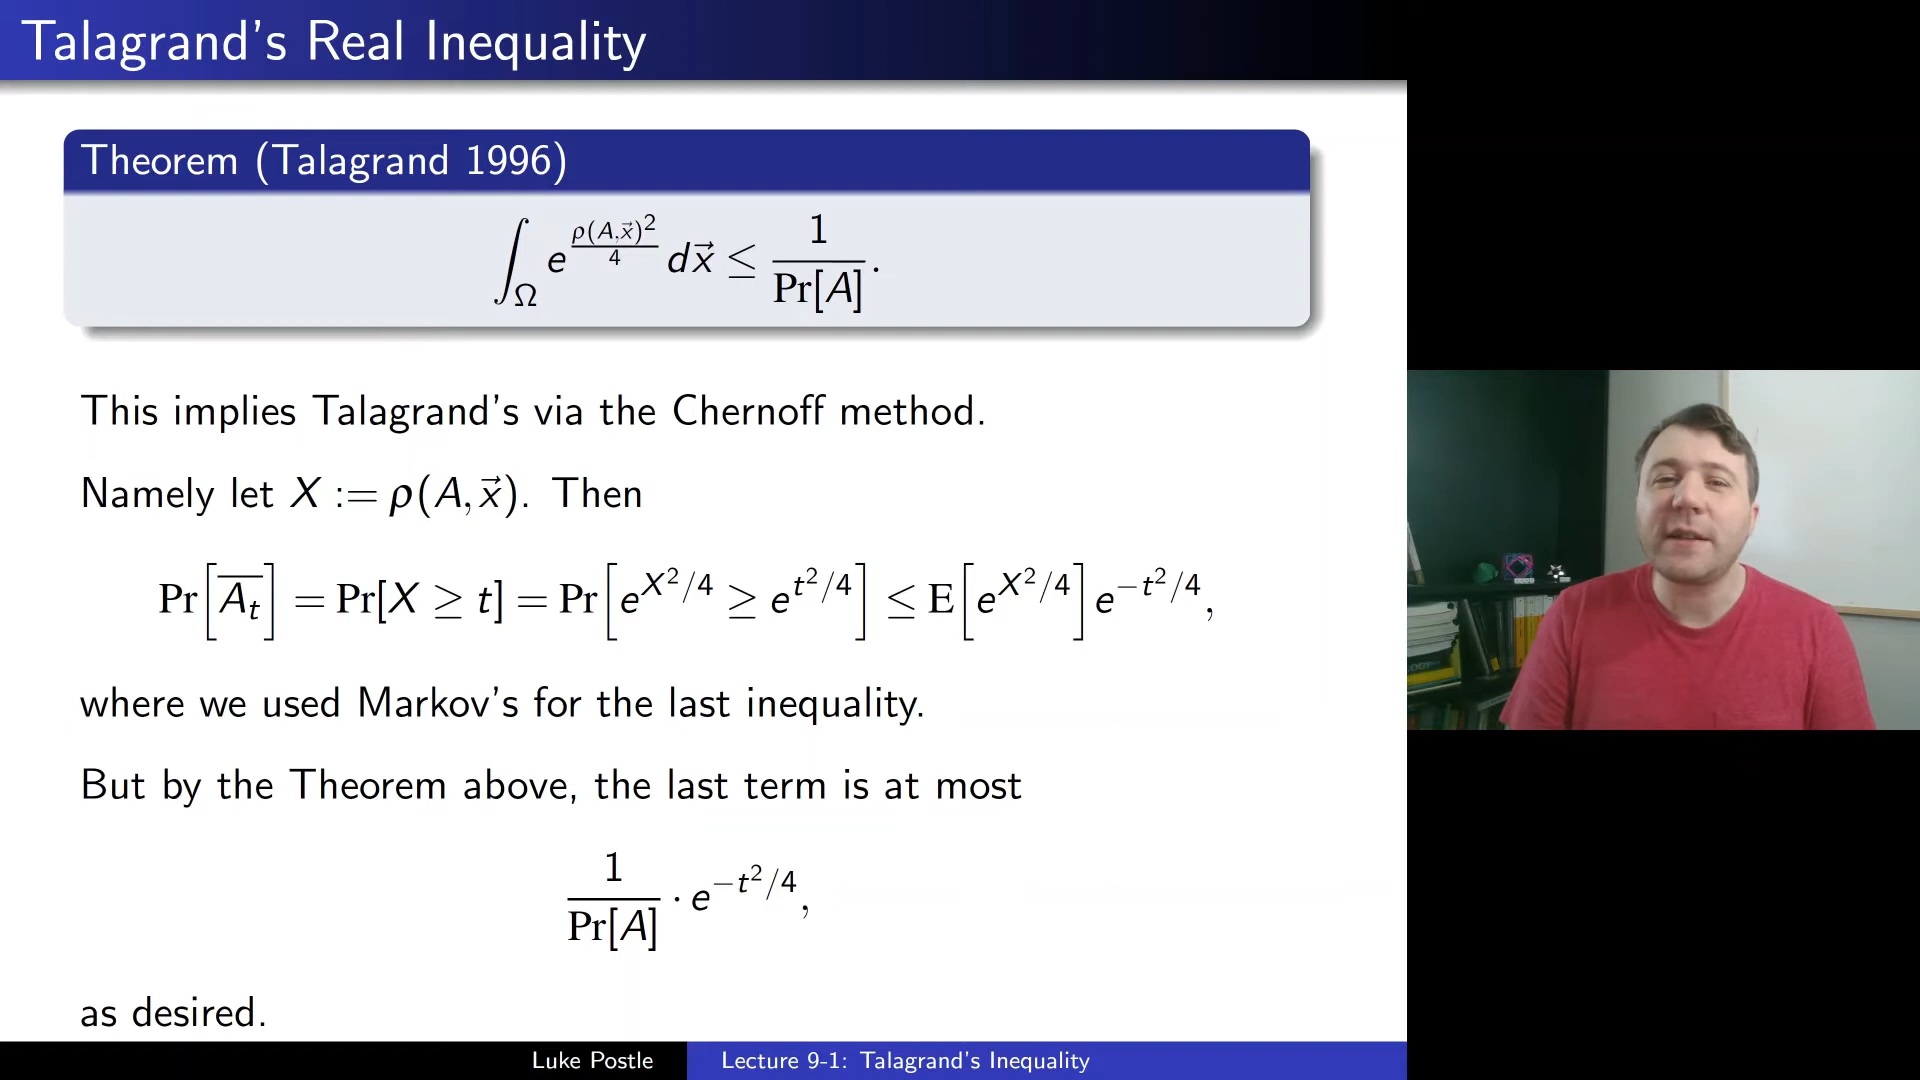 Talagrand's Real Inequality
Theorem (Talagrand 1996)
∫_Ω e^{ρ(A,x⃗)²/4} dx⃗ ≤ 1/Pr[A].
This implies Talagrand's via the Chernoff method.
Namely let X := ρ(A, x⃗). Then
Pr[A̅_t] = Pr[X ≥ t] = Pr[e^{X²/4} ≥ e^{t²/4}] ≤ E[e^{X²/4}] e^{−t²/4},
where we used Markov's for the last inequality.
But by the Theorem above, the last term is at most
1/Pr[A] · e^{−t²/4},
as desired.
Luke Postle
Lecture 9-1: Talagrand's Inequality